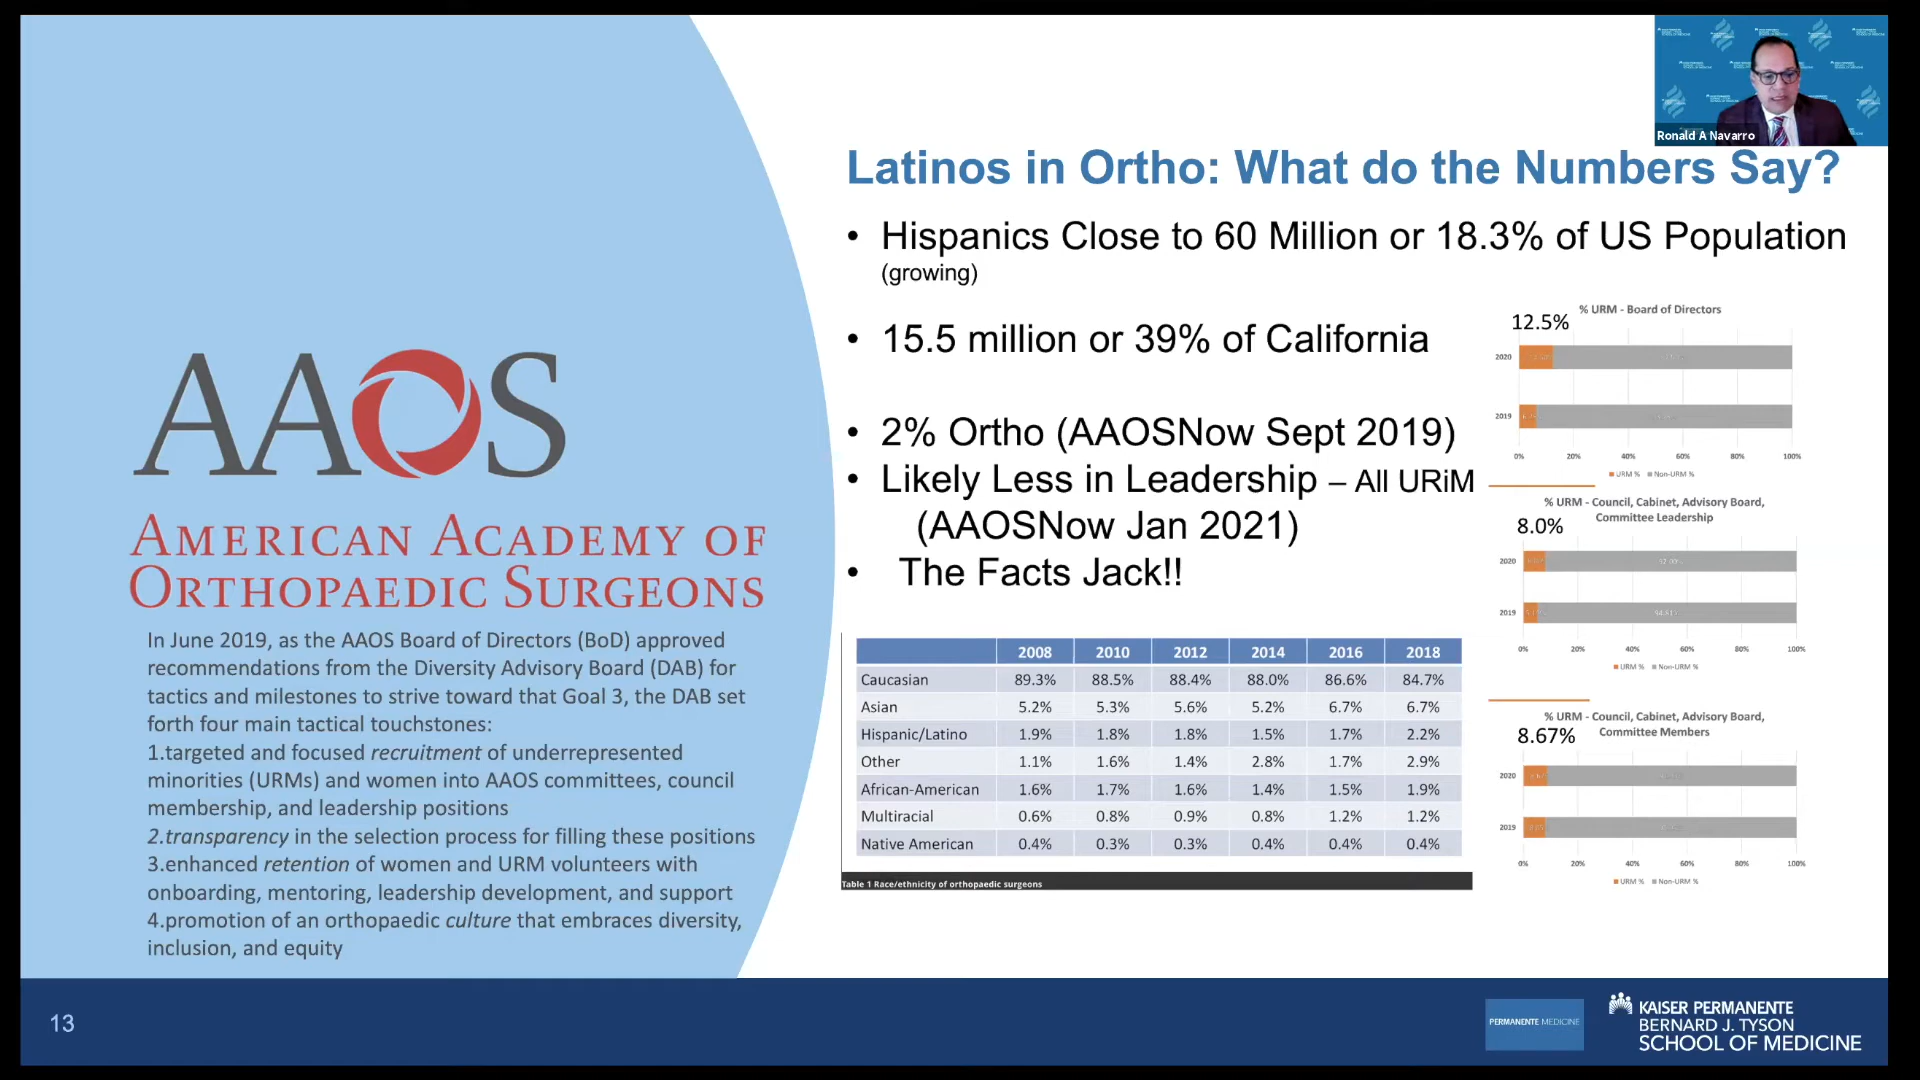 Ronald A Navarro
AAOS
AMERICAN ACADEMY OF
ORTHOPAEDIC SURGEONS
In June 2019, as the AAOS Board of Directors (BoD) approved
recommendations from the Diversity Advisory Board (DAB) for
tactics and milestones to strive toward that Goal 3, the DAB set
forth four main tactical touchstones:
1.targeted and focused recruitment of underrepresented
minorities (URMs) and women into AAOS committees, council
membership, and leadership positions
2.transparency in the selection process for filling these positions
3.enhanced retention of women and URM volunteers with
onboarding, mentoring, leadership development, and support
4.promotion of an orthopaedic culture that embraces diversity,
inclusion, and equity
Latinos in Ortho: What do the Numbers Say?
• Hispanics Close to 60 Million or 18.3% of US Population
(growing)
• 15.5 million or 39% of California
• 2% Ortho (AAOSNow Sept 2019)
• Likely Less in Leadership – All URiM
(AAOSNow Jan 2021)
• The Facts Jack!!
2008 2010 2012 2014 2016 2018
Caucasian 89.3% 88.5% 88.4% 88.0% 86.6% 84.7%
Asian 5.2% 5.3% 5.6% 5.2% 6.7% 6.7%
Hispanic/Latino 1.9% 1.8% 1.8% 1.5% 1.7% 2.2%
Other 1.1% 1.6% 1.4% 2.8% 1.7% 2.9%
African-American 1.6% 1.7% 1.6% 1.4% 1.5% 1.9%
Multiracial 0.6% 0.8% 0.9% 0.8% 1.2% 1.2%
Native American 0.4% 0.3% 0.3% 0.4% 0.4% 0.4%
Table 1 Race/ethnicity of orthopaedic surgeons
% URM - Board of Directors
12.5%
2020
2019
0% 20% 40% 60% 80% 100%
URM % Non-URM %
% URM - Council, Cabinet, Advisory Board,
Committee Leadership
8.0%
2020
2019
0% 20% 40% 60% 80% 100%
URM % Non-URM %
% URM - Council, Cabinet, Advisory Board,
Committee Members
8.67%
2020
2019
0% 20% 40% 60% 80% 100%
URM % Non-URM %
13
PERMANENTE MEDICINE
KAISER PERMANENTE
BERNARD J. TYSON
SCHOOL OF MEDICINE